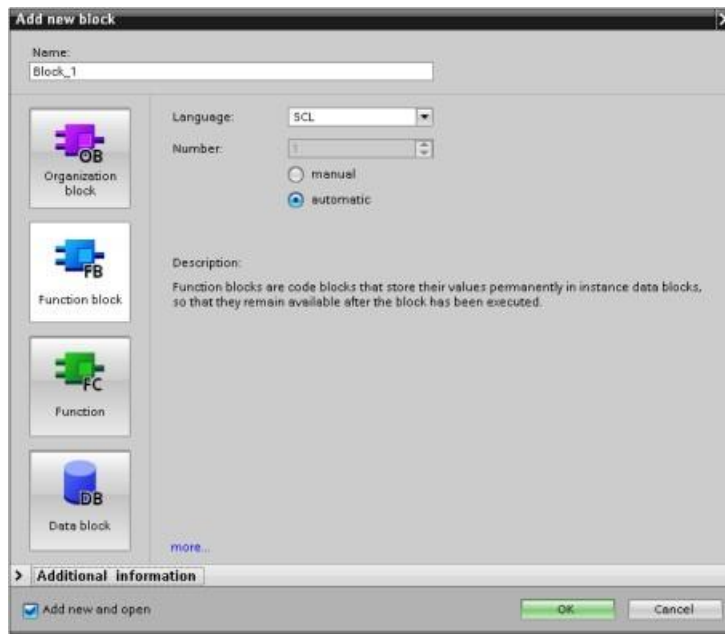 Add new block
Name:
Block_1
OB
Organization
block
FB
Function block
FC
Function
DB
Data block
Language:
SCL
Number:
1
manual
automatic
Description:
Function blocks are code blocks that store their values permanently in instance data blocks,
so that they remain available after the block has been executed.
more...
> Additional information
Add new and open
OK
Cancel